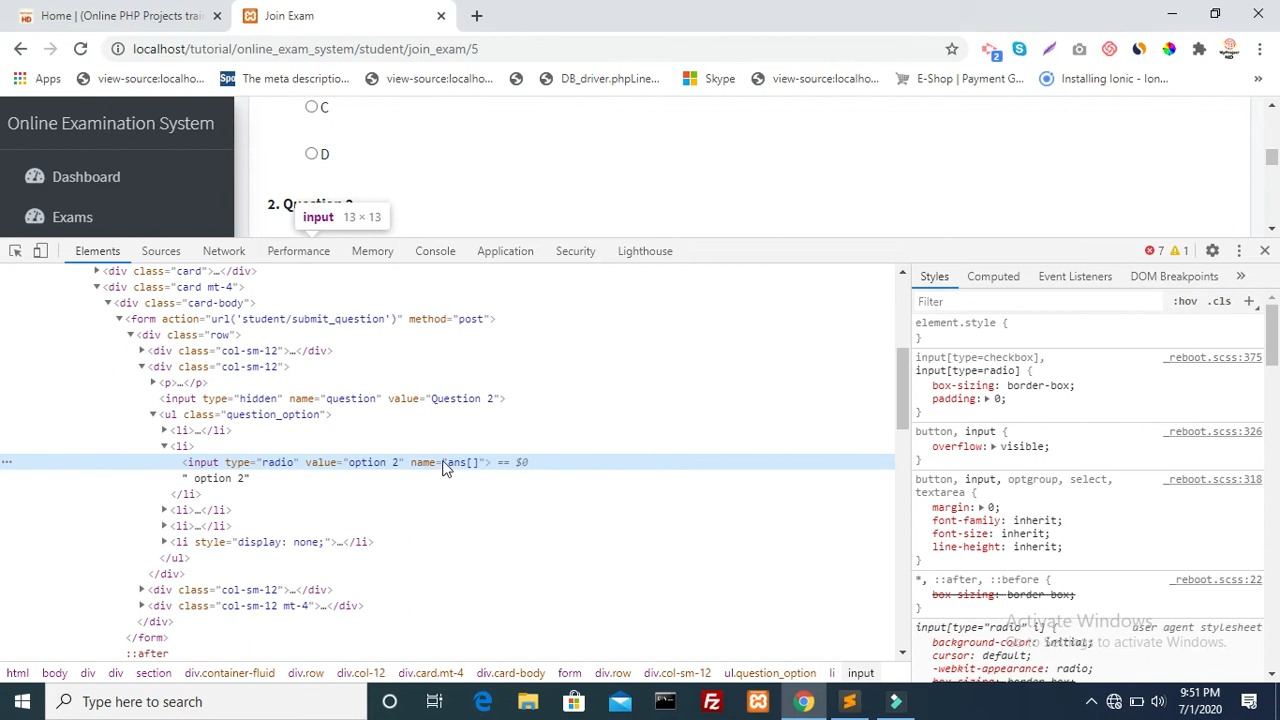 Home | (Online PHP Projects trai
Join Exam
localhost/tutorial/online_exam_system/student/join_exam/5
2
Apps
view-source:localho...
Spo
The meta descriptio...
view-source:localho...
DB_driver.phpLine...
Skype
view-source:localho...
E-Shop | Payment G...
Installing Ionic - Ion...
»
Online Examination System
Dashboard
Exams
C
D
2. Question 2
input 13 × 13
Elements Sources Network Performance Memory Console Application Security Lighthouse
7 1
<div class="card">…</div>
<div class="card mt-4">
<div class="card-body">
<form action="url('student/submit_question')" method="post">
<div class="row">
<div class="col-sm-12">…</div>
<div class="col-sm-12">
<p>…</p>
<input type="hidden" name="question" value="Question 2">
<ul class="question_option">
<li>…</li>
<li>
<input type="radio" value="option 2" name="ans[]"> == $0
" option 2"
</li>
<li>…</li>
<li>…</li>
<li style="display: none;">…</li>
</ul>
</div>
<div class="col-sm-12">…</div>
<div class="col-sm-12 mt-4">…</div>
</div>
</form>
::after
html body div div section div.container-fluid div.row div.col-12 div.card.mt-4 div.card-body form div.row div.col-sm-12 ul.question_option li input
Styles Computed Event Listeners DOM Breakpoints »
Filter :hov .cls +
element.style {
}
input[type=checkbox], _reboot.scss:375
input[type=radio] {
box-sizing: border-box;
padding: 0;
}
button, input { _reboot.scss:326
overflow: visible;
}
button, input, optgroup, select, _reboot.scss:318
textarea {
margin: 0;
font-family: inherit;
font-size: inherit;
line-height: inherit;
}
*, ::after, ::before { _reboot.scss:22
box-sizing: border-box;
}
input[type="radio" i] { user agent stylesheet
background-color: initial;
cursor: default;
-webkit-appearance: radio;
Activate Windows
Go to Settings to activate Windows.
Type here to search
9:51 PM
7/1/2020